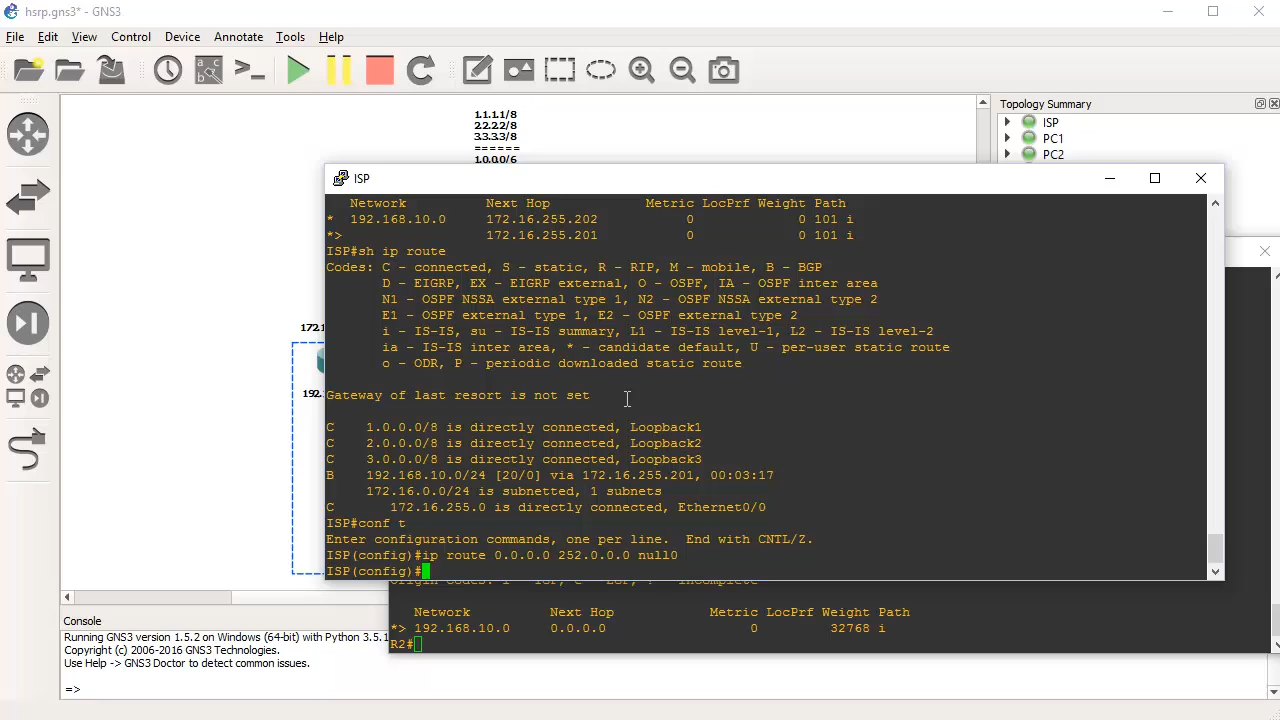 hsrp.gns3* - GNS3
File Edit View Control Device Annotate Tools Help
1.1.1.1/8
2.2.2.2/8
3.3.3.3/8
======
1.0.0.0/6
Topology Summary
ISP
PC1
PC2
ISP
Network Next Hop Metric LocPrf Weight Path
* 192.168.10.0 172.16.255.202 0 0 101 i
*> 172.16.255.201 0 0 101 i
ISP#sh ip route
Codes: C - connected, S - static, R - RIP, M - mobile, B - BGP
D - EIGRP, EX - EIGRP external, O - OSPF, IA - OSPF inter area
N1 - OSPF NSSA external type 1, N2 - OSPF NSSA external type 2
E1 - OSPF external type 1, E2 - OSPF external type 2
i - IS-IS, su - IS-IS summary, L1 - IS-IS level-1, L2 - IS-IS level-2
ia - IS-IS inter area, * - candidate default, U - per-user static route
o - ODR, P - periodic downloaded static route
Gateway of last resort is not set
C 1.0.0.0/8 is directly connected, Loopback1
C 2.0.0.0/8 is directly connected, Loopback2
C 3.0.0.0/8 is directly connected, Loopback3
B 192.168.10.0/24 [20/0] via 172.16.255.201, 00:03:17
172.16.0.0/24 is subnetted, 1 subnets
C 172.16.255.0 is directly connected, Ethernet0/0
ISP#conf t
Enter configuration commands, one per line. End with CNTL/Z.
ISP(config)#ip route 0.0.0.0 252.0.0.0 null0
ISP(config)#
172.1
192.
Network Next Hop Metric LocPrf Weight Path
*> 192.168.10.0 0.0.0.0 0 32768 i
R2#
Console
Running GNS3 version 1.5.2 on Windows (64-bit) with Python 3.5.1
Copyright (c) 2006-2016 GNS3 Technologies.
Use Help -> GNS3 Doctor to detect common issues.
=>